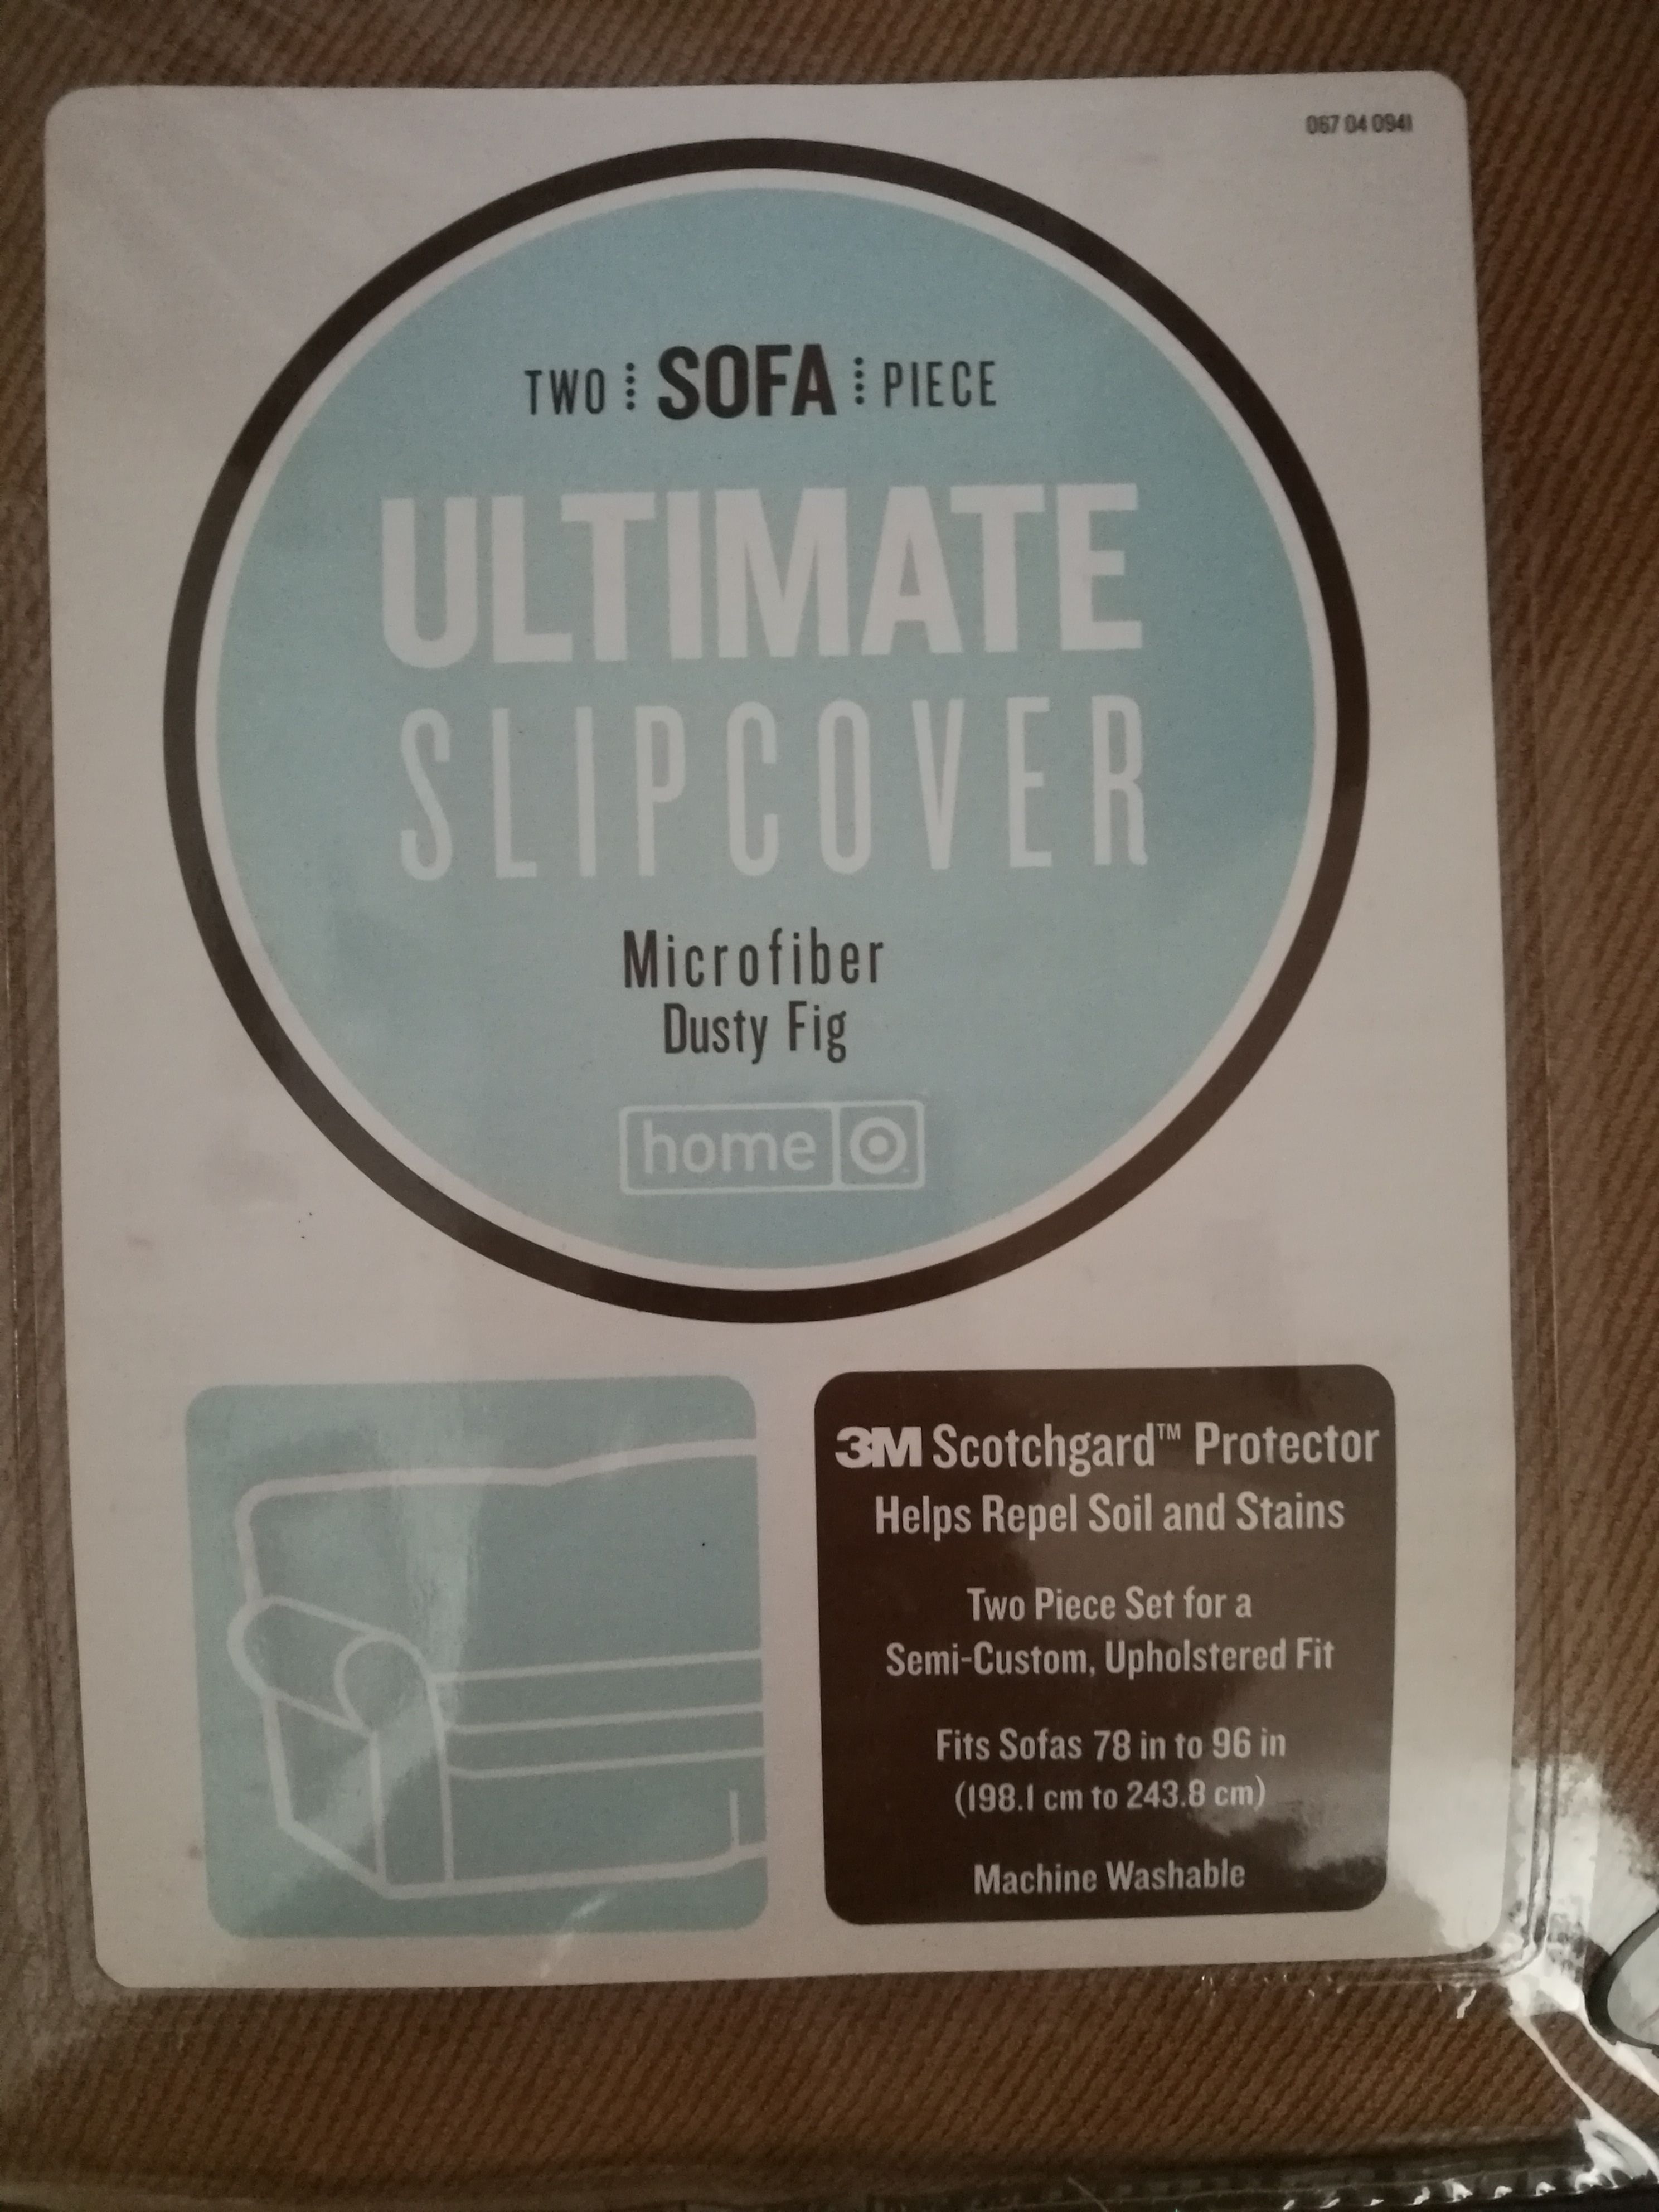 067 04 0941
TWO SOFA PIECE
ULTIMATE
SLIPCOVER
Microfiber
Dusty Fig
home
3M Scotchgard™ Protector
Helps Repel Soil and Stains
Two Piece Set for a
Semi-Custom, Upholstered Fit
Fits Sofas 78 in to 96 in
(198.1 cm to 243.8 cm)
Machine Washable